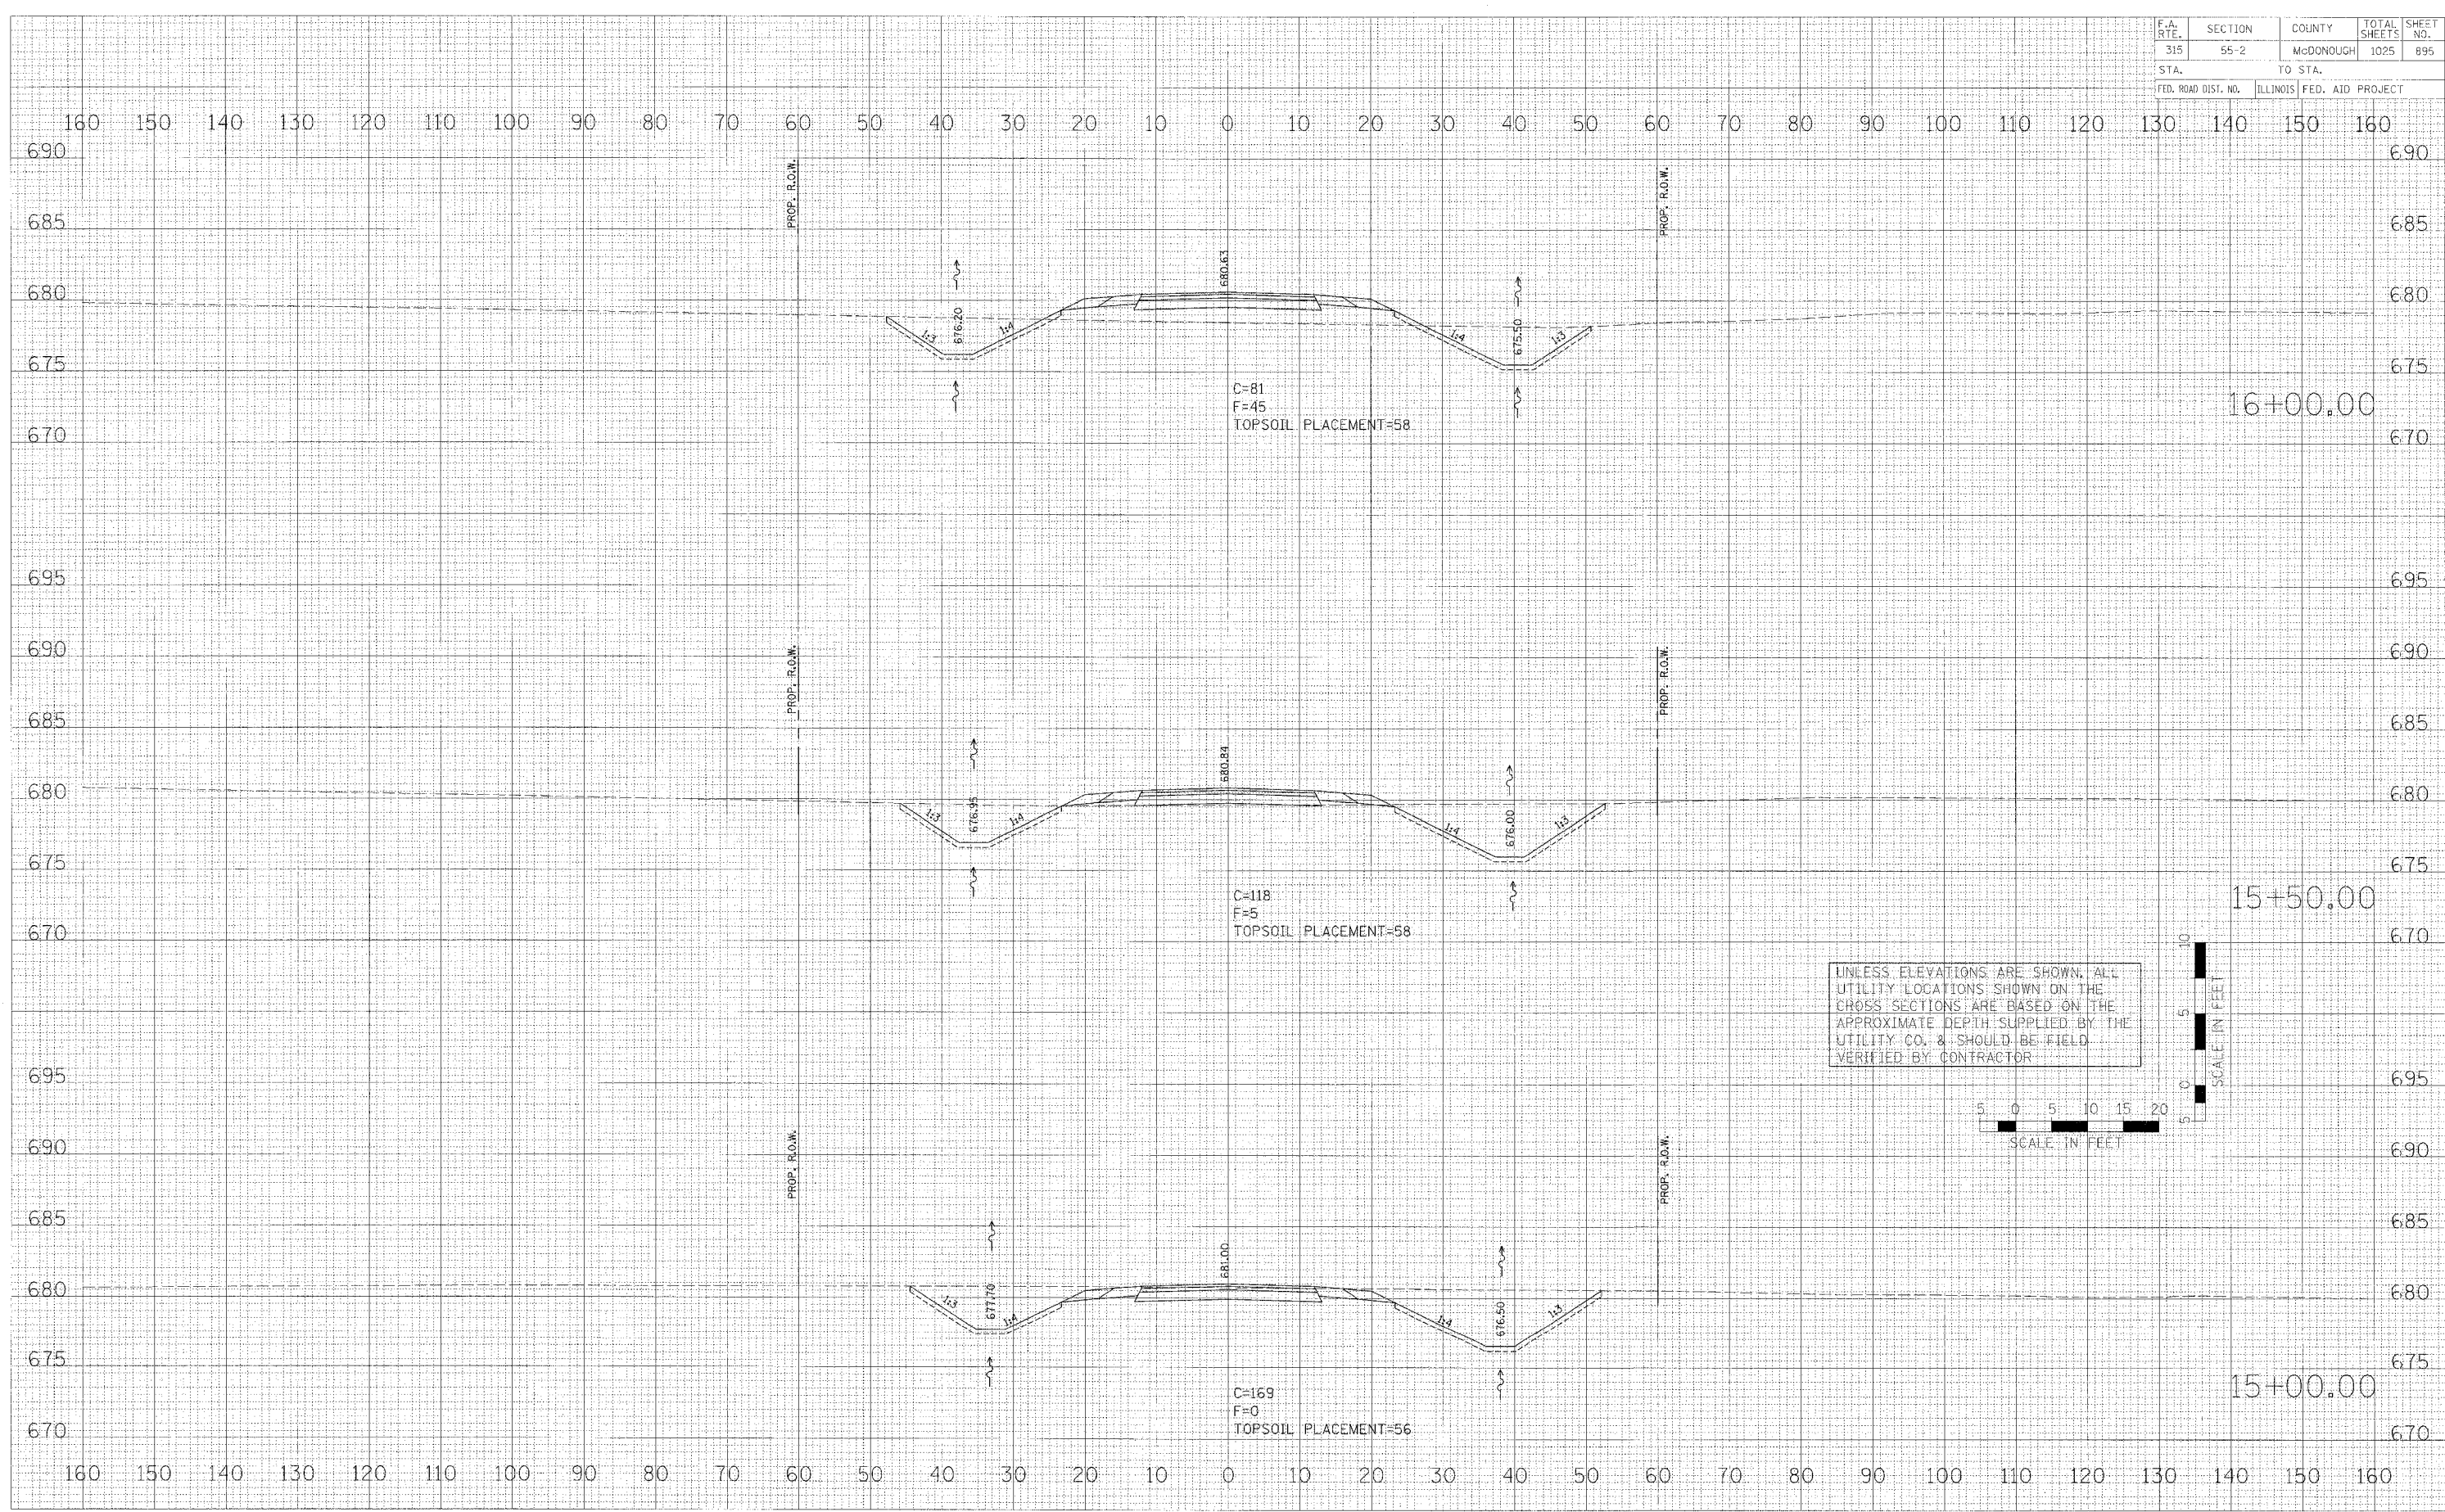 F.A. RTE. SECTION COUNTY TOTAL SHEETS SHEET NO.
315 55-2 McDONOUGH 1025 895
STA. TO STA.
FED. ROAD DIST. NO. ILLINOIS FED. AID PROJECT
160 150 140 130 120 110 100 90 80 70 60 50 40 30 20 10 0 10 20 30 40 50 60 70 80 90 100 110 120 130 140 150 160
690 690
PROP. R.O.W. PROP. R.O.W.
685 685
680.63
680 680
676.20 675.50
1:3 1:4 1:4 1:3
675 675
C=81
F=45
TOPSOIL PLACEMENT=58
16+00.00
670 670
695 695
690 690
PROP. R.O.W. PROP. R.O.W.
685 685
680.84
680 680
676.95 676.00
1:3 1:4 1:4 1:3
675 675
C=118
F=5
TOPSOIL PLACEMENT=58
15+50.00
670 670
UNLESS ELEVATIONS ARE SHOWN, ALL
UTILITY LOCATIONS SHOWN ON THE
CROSS SECTIONS ARE BASED ON THE
APPROXIMATE DEPTH SUPPLIED BY THE
UTILITY CO. & SHOULD BE FIELD
VERIFIED BY CONTRACTOR
10 5 0 5
SCALE IN FEET
695 695
5 0 5 10 15 20
SCALE IN FEET
690 690
PROP. R.O.W. PROP. R.O.W.
685 685
681.00
680 680
677.70 676.50
1:3 1:4 1:4 1:3
675 675
C=169
F=0
TOPSOIL PLACEMENT=56
15+00.00
670 670
160 150 140 130 120 110 100 90 80 70 60 50 40 30 20 10 0 10 20 30 40 50 60 70 80 90 100 110 120 130 140 150 160